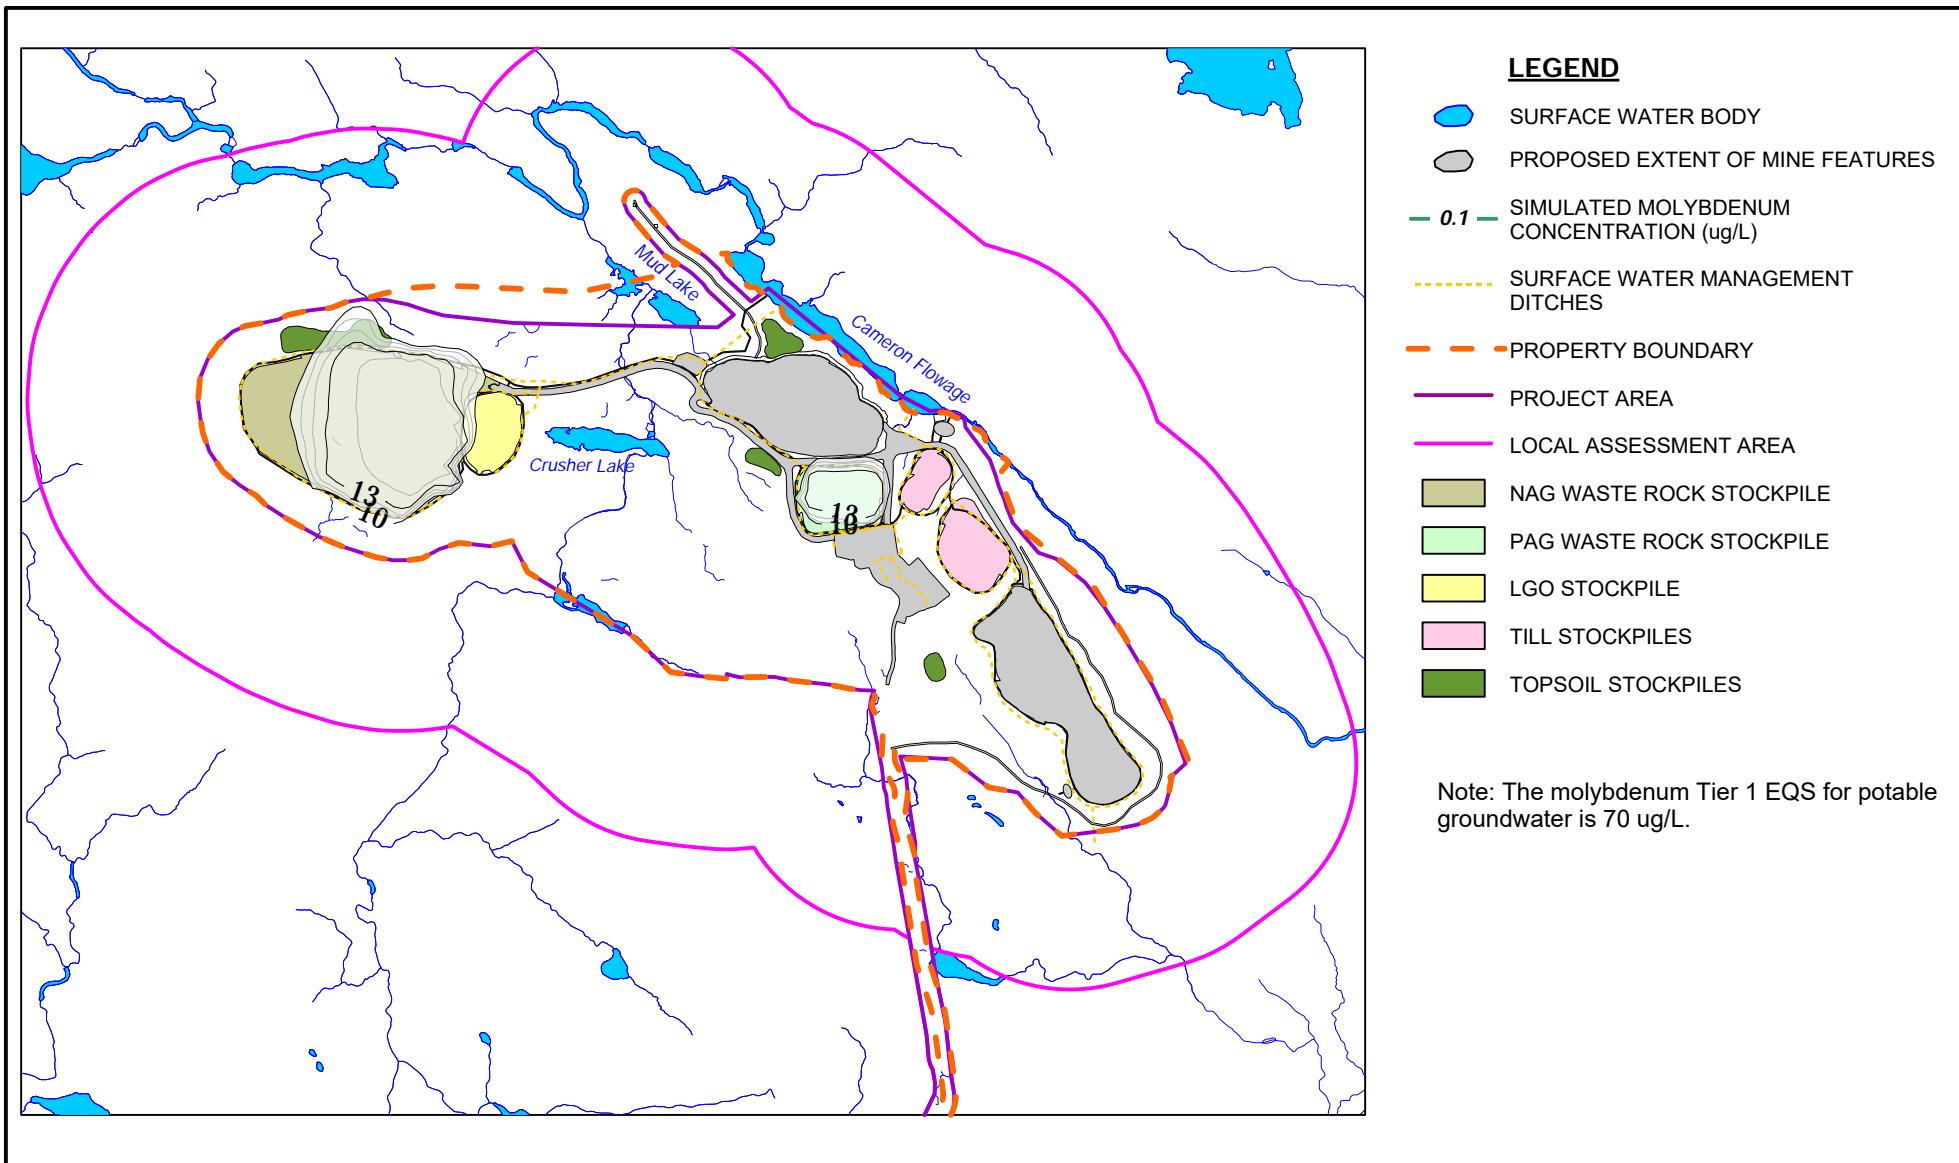 LEGEND
SURFACE WATER BODY
PROPOSED EXTENT OF MINE FEATURES
0.1
SIMULATED MOLYBDENUM
CONCENTRATION (ug/L)
SURFACE WATER MANAGEMENT
DITCHES
PROPERTY BOUNDARY
PROJECT AREA
LOCAL ASSESSMENT AREA
NAG WASTE ROCK STOCKPILE
PAG WASTE ROCK STOCKPILE
LGO STOCKPILE
TILL STOCKPILES
TOPSOIL STOCKPILES
Note: The molybdenum Tier 1 EQS for potable
groundwater is 70 ug/L.
Mud Lake
Cameron Flowage
Crusher Lake
13
10
13
10